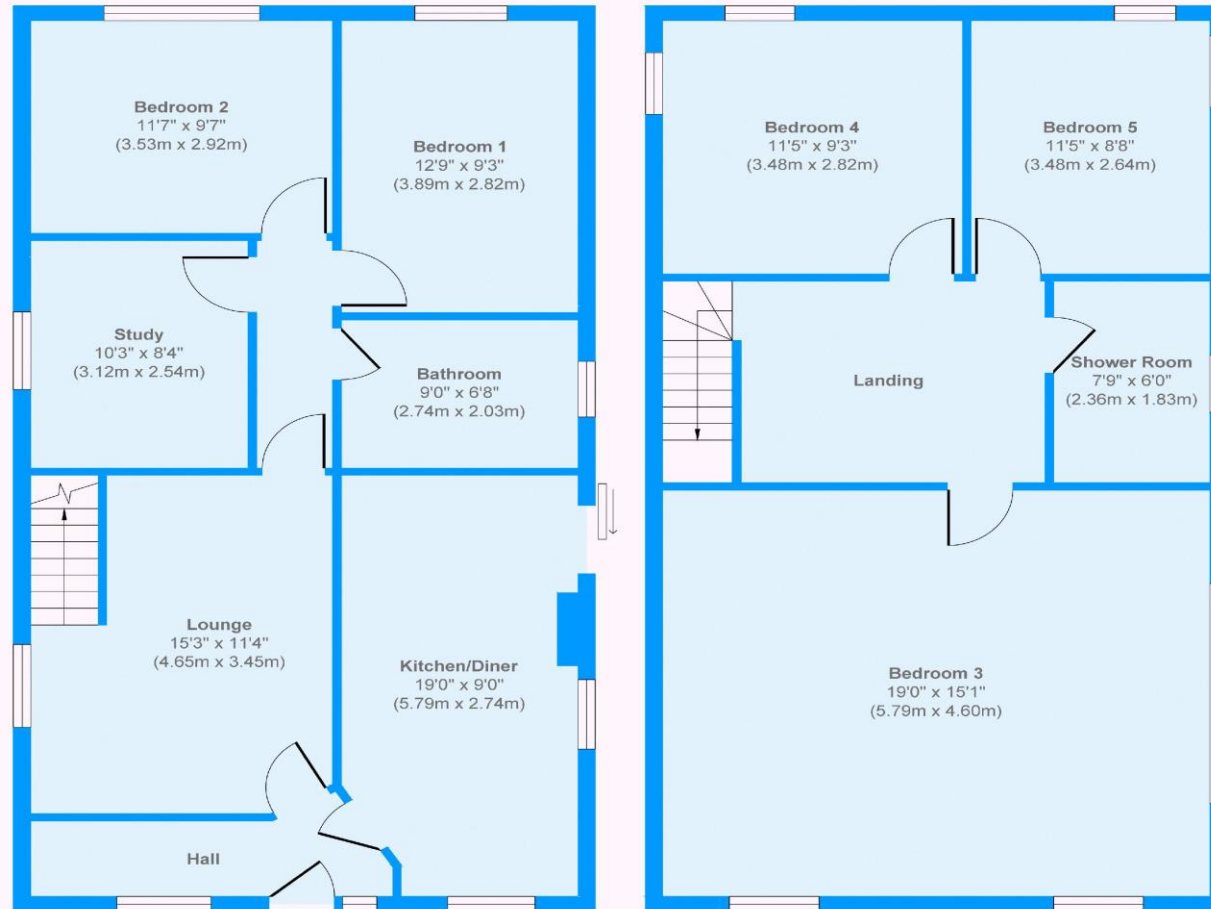 Bedroom 2
11'7" x 9'7"
(3.53m x 2.92m)
Bedroom 1
12'9" x 9'3"
(3.89m x 2.82m)
Study
10'3" x 8'4"
(3.12m x 2.54m)
Bathroom
9'0" x 6'8"
(2.74m x 2.03m)
Lounge
15'3" x 11'4"
(4.65m x 3.45m)
Kitchen/Diner
19'0" x 9'0"
(5.79m x 2.74m)
Hall
Bedroom 4
11'5" x 9'3"
(3.48m x 2.82m)
Bedroom 5
11'5" x 8'8"
(3.48m x 2.64m)
Landing
Shower Room
7'9" x 6'0"
(2.36m x 1.83m)
Bedroom 3
19'0" x 15'1"
(5.79m x 4.60m)